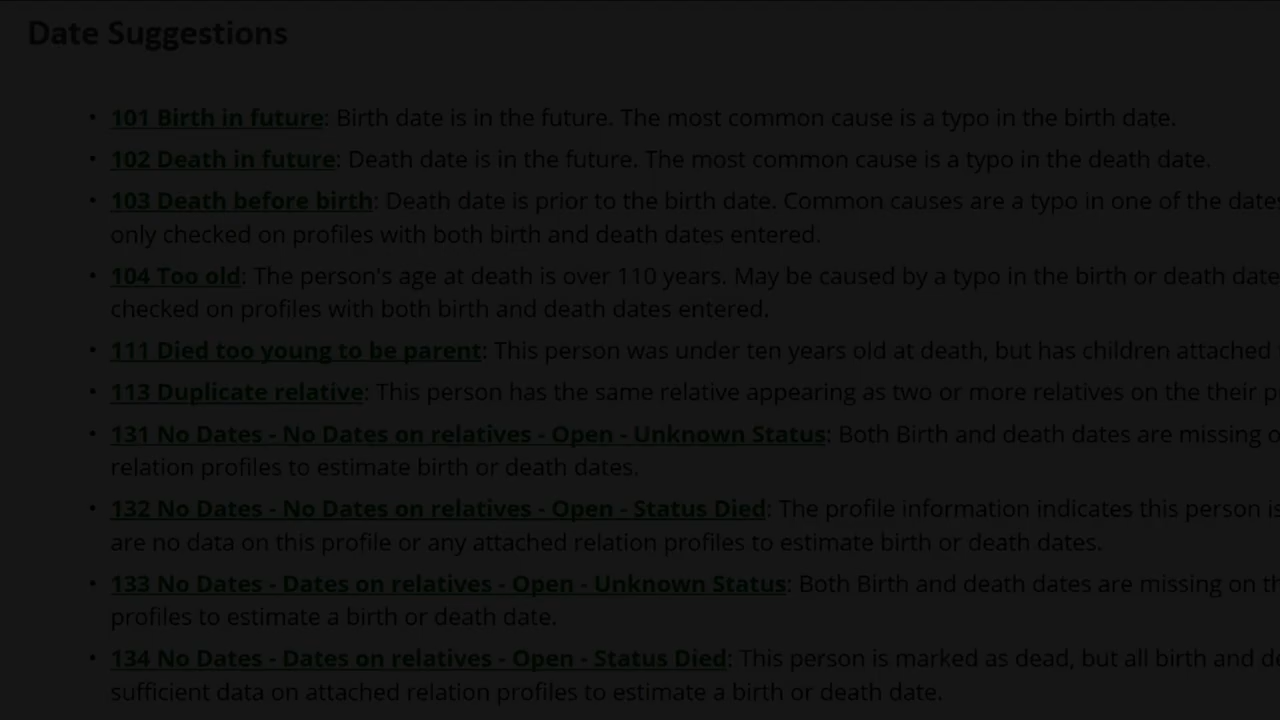 Date Suggestions
• 101 Birth in future: Birth date is in the future. The most common cause is a typo in the birth date.
• 102 Death in future: Death date is in the future. The most common cause is a typo in the death date.
• 103 Death before birth: Death date is prior to the birth date. Common causes are a typo in one of the date
only checked on profiles with both birth and death dates entered.
• 104 Too old: The person's age at death is over 110 years. May be caused by a typo in the birth or death date
checked on profiles with both birth and death dates entered.
• 111 Died too young to be parent: This person was under ten years old at death, but has children attached
• 113 Duplicate relative: This person has the same relative appearing as two or more relatives on the their p
• 131 No Dates - No Dates on relatives - Open - Unknown Status: Both Birth and death dates are missing o
relation profiles to estimate birth or death dates.
• 132 No Dates - No Dates on relatives - Open - Status Died: The profile information indicates this person is
are no data on this profile or any attached relation profiles to estimate birth or death dates.
• 133 No Dates - Dates on relatives - Open - Unknown Status: Both Birth and death dates are missing on th
profiles to estimate a birth or death date.
• 134 No Dates - Dates on relatives - Open - Status Died: This person is marked as dead, but all birth and de
sufficient data on attached relation profiles to estimate a birth or death date.